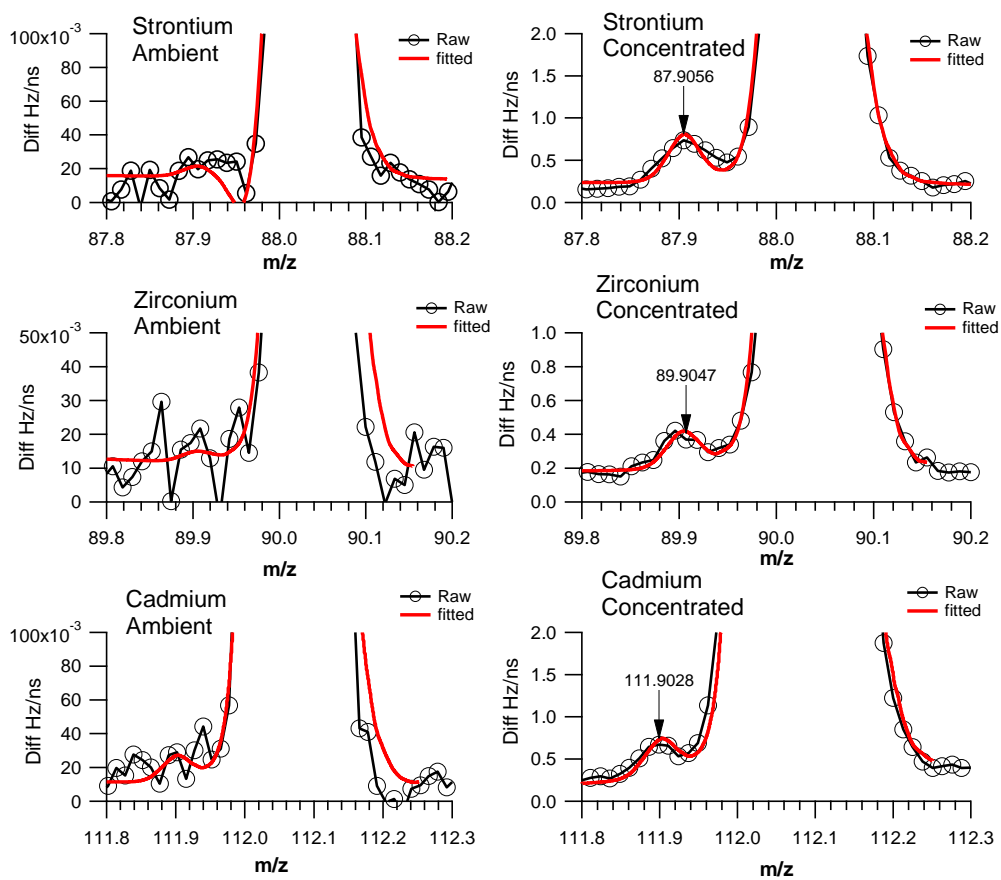 Strontium
Ambient
Raw
fitted
100x10-3
80
60
40
20
0
Diff Hz/ns
87.8
87.9
88.0
88.1
88.2
m/z
Strontium
Concentrated
Raw
fitted
87.9056
2.0
1.5
1.0
0.5
0.0
Diff Hz/ns
87.8
87.9
88.0
88.1
88.2
m/z
Zirconium
Ambient
Raw
fitted
50x10-3
40
30
20
10
0
Diff Hz/ns
89.8
89.9
90.0
90.1
90.2
m/z
Zirconium
Concentrated
Raw
fitted
89.9047
1.0
0.8
0.6
0.4
0.2
0.0
Diff Hz/ns
89.8
89.9
90.0
90.1
90.2
m/z
Cadmium
Ambient
Raw
fitted
100x10-3
80
60
40
20
0
Diff Hz/ns
111.8
111.9
112.0
112.1
112.2
112.3
m/z
Cadmium
Concentrated
Raw
fitted
111.9028
2.0
1.5
1.0
0.5
0.0
Diff Hz/ns
111.8
111.9
112.0
112.1
112.2
112.3
m/z